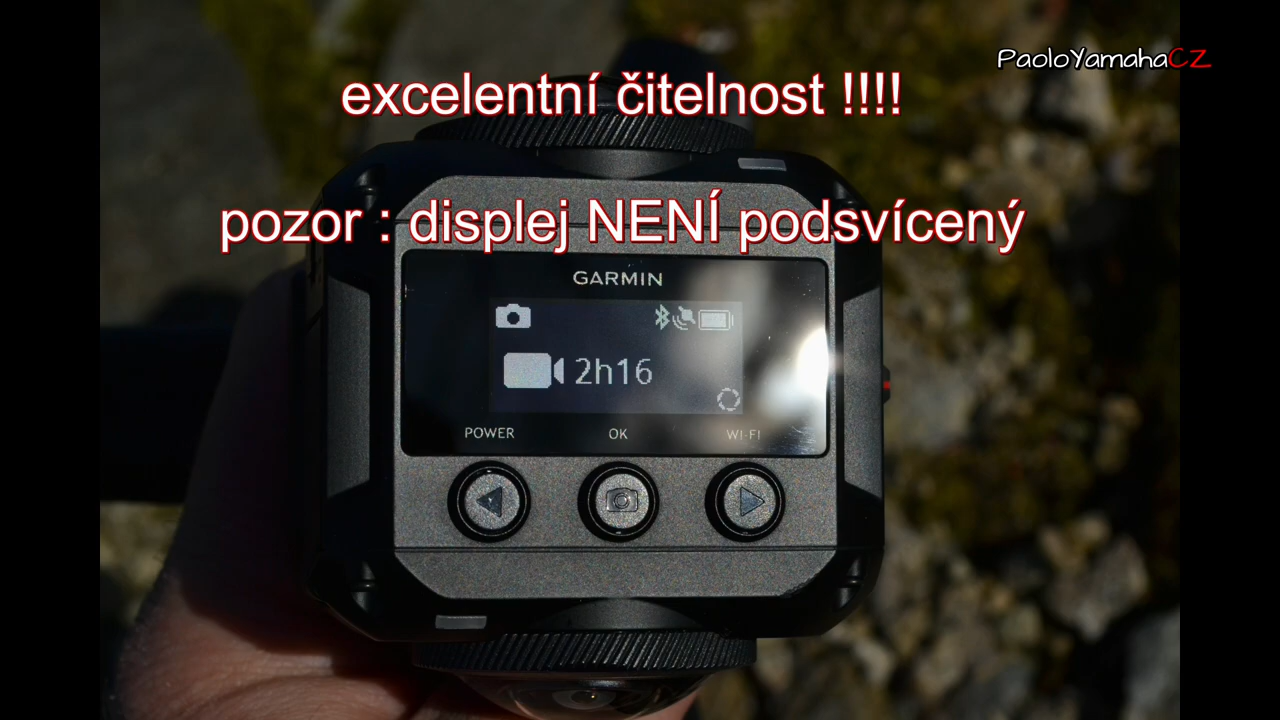 PaoloYamahaCZ
excelentní čitelnost !!!!
pozor : displej NENÍ podsvícený
GARMIN
2h16
POWER OK WI-FI